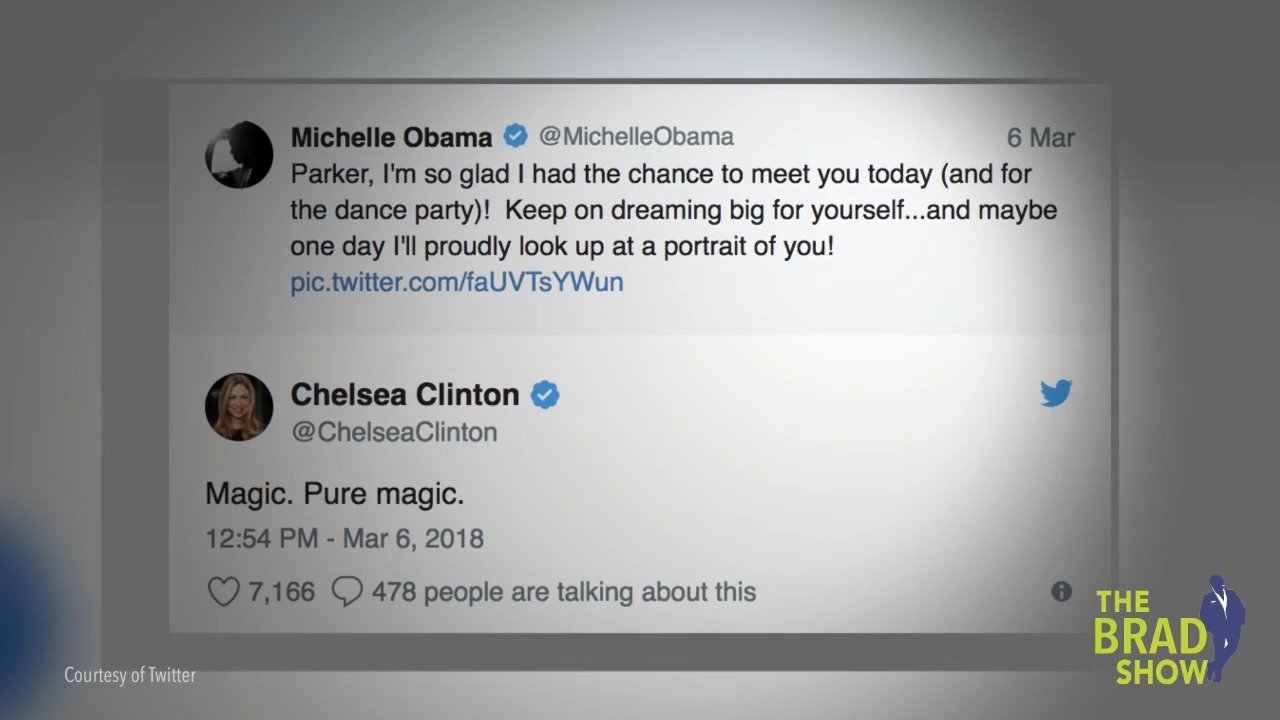 Michelle Obama @MichelleObama 6 Mar
Parker, I'm so glad I had the chance to meet you today (and for
the dance party)! Keep on dreaming big for yourself...and maybe
one day I'll proudly look up at a portrait of you!
pic.twitter.com/faUVTsYWun
Chelsea Clinton
@ChelseaClinton
Magic. Pure magic.
12:54 PM - Mar 6, 2018
7,166 478 people are talking about this
Courtesy of Twitter
THE
BRAD
SHOW